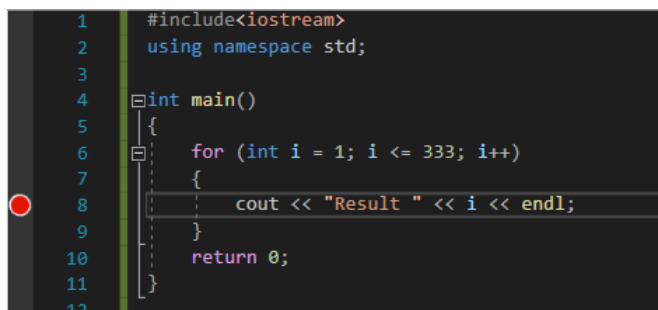 1 #include<iostream>
2 using namespace std;
3
4 int main()
5 {
6 for (int i = 1; i <= 333; i++)
7 {
8 cout << "Result " << i << endl;
9 }
10 return 0;
11 }
12